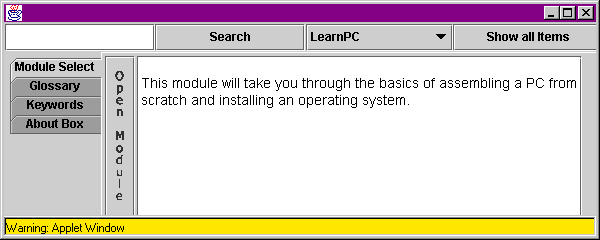 Search
LearnPC
Show all Items
Module Select
Glossary
Keywords
About Box
Open Module
This module will take you through the basics of assembling a PC from
scratch and installing an operating system.
Warning: Applet Window